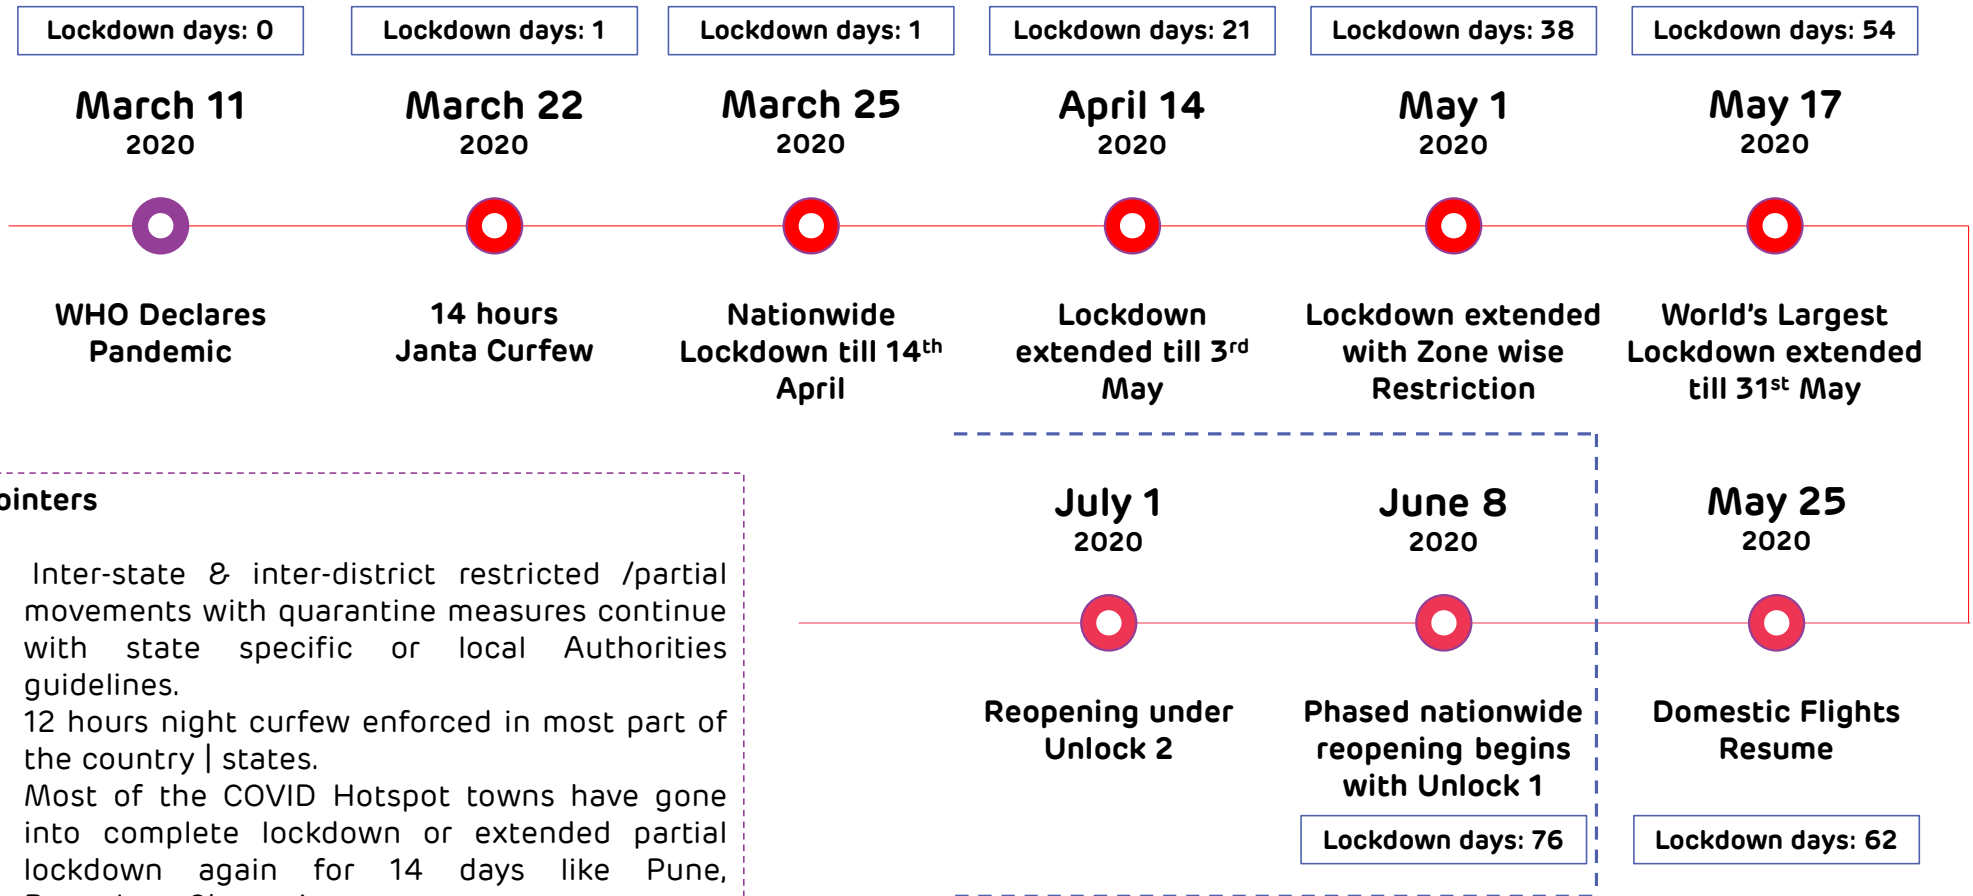 Lockdown days: 0
Lockdown days: 1
Lockdown days: 1
Lockdown days: 21
Lockdown days: 38
Lockdown days: 54
March 11
2020
March 22
2020
March 25
2020
April 14
2020
May 1
2020
May 17
2020
WHO Declares
Pandemic
14 hours
Janta Curfew
Nationwide
Lockdown till 14th
April
Lockdown
extended till 3rd
May
Lockdown extended
with Zone wise
Restriction
World's Largest
Lockdown extended
till 31st May
July 1
2020
June 8
2020
May 25
2020
Reopening under
Unlock 2
Phased nationwide
reopening begins
with Unlock 1
Domestic Flights
Resume
Lockdown days: 76
Lockdown days: 62
ointers
Inter-state & inter-district restricted /partial
movements with quarantine measures continue
with state specific or local Authorities
guidelines.
12 hours night curfew enforced in most part of
the country | states.
Most of the COVID Hotspot towns have gone
into complete lockdown or extended partial
lockdown again for 14 days like Pune,